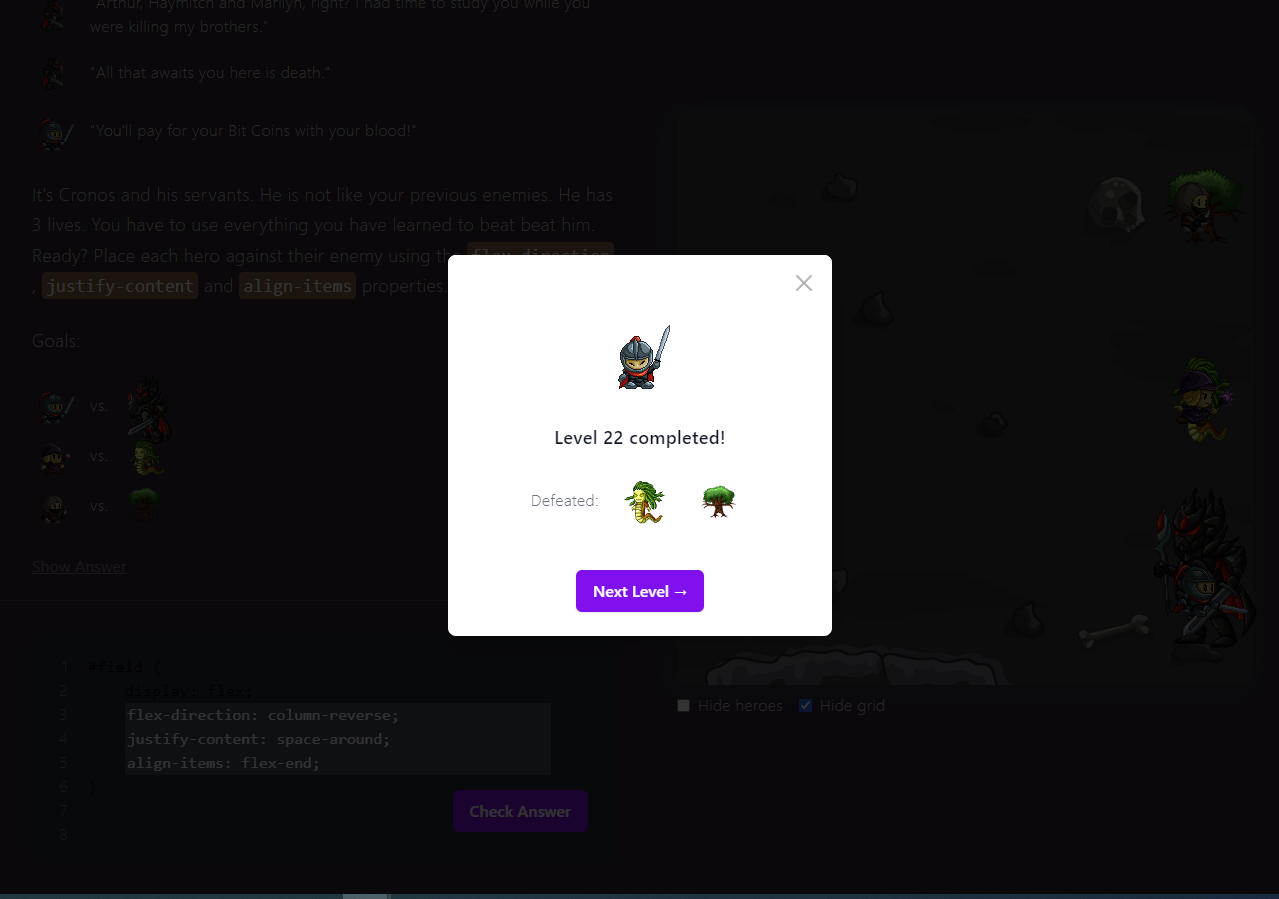 "Arthur, Haymitch and Marilyn, right? I had time to study you while you
were killing my brothers."
"All that awaits you here is death."
"You'll pay for your Bit Coins with your blood!"
It's Cronos and his servants. He is not like your previous enemies. He has
3 lives. You have to use everything you have learned to beat beat him.
Ready? Place each hero against their enemy using the flex-direction
, justify-content and align-items properties.
Goals:
vs.
vs.
vs.
Show Answer
Level 22 completed!
Defeated:
Next Level →
1 #field {
2 display: flex;
3 flex-direction: column-reverse;
4 justify-content: space-around;
5 align-items: flex-end;
6 }
7
8
Check Answer
Hide heroes
Hide grid